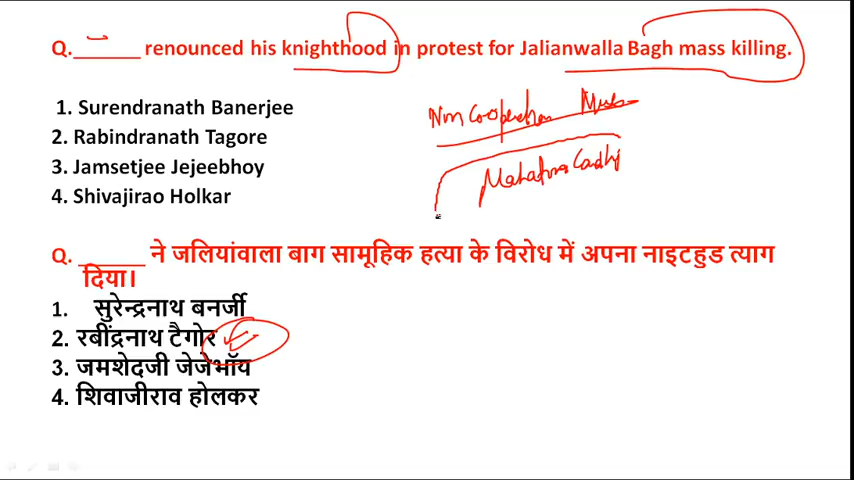 Q.______ renounced his knighthood in protest for Jalianwalla Bagh mass killing.
1. Surendranath Banerjee
2. Rabindranath Tagore
3. Jamsetjee Jejeebhoy
4. Shivajirao Holkar
Non Cooperation
Mahatma Gandhi
Q. ______ ने जलियांवाला बाग सामूहिक हत्या के विरोध में अपना नाइटहुड त्याग
दिया।
1. सुरेन्द्रनाथ बनर्जी
2. रबींद्रनाथ टैगोर
3. जमशेदजी जेजेभॉय
4. शिवाजीराव होलकर